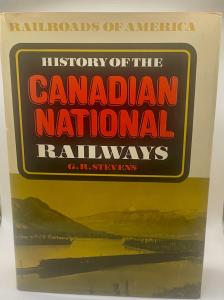 RAILROADS OF AMERICA
HISTORY OF THE
CANADIAN
NATIONAL
RAILWAYS
G.R. STEVENS